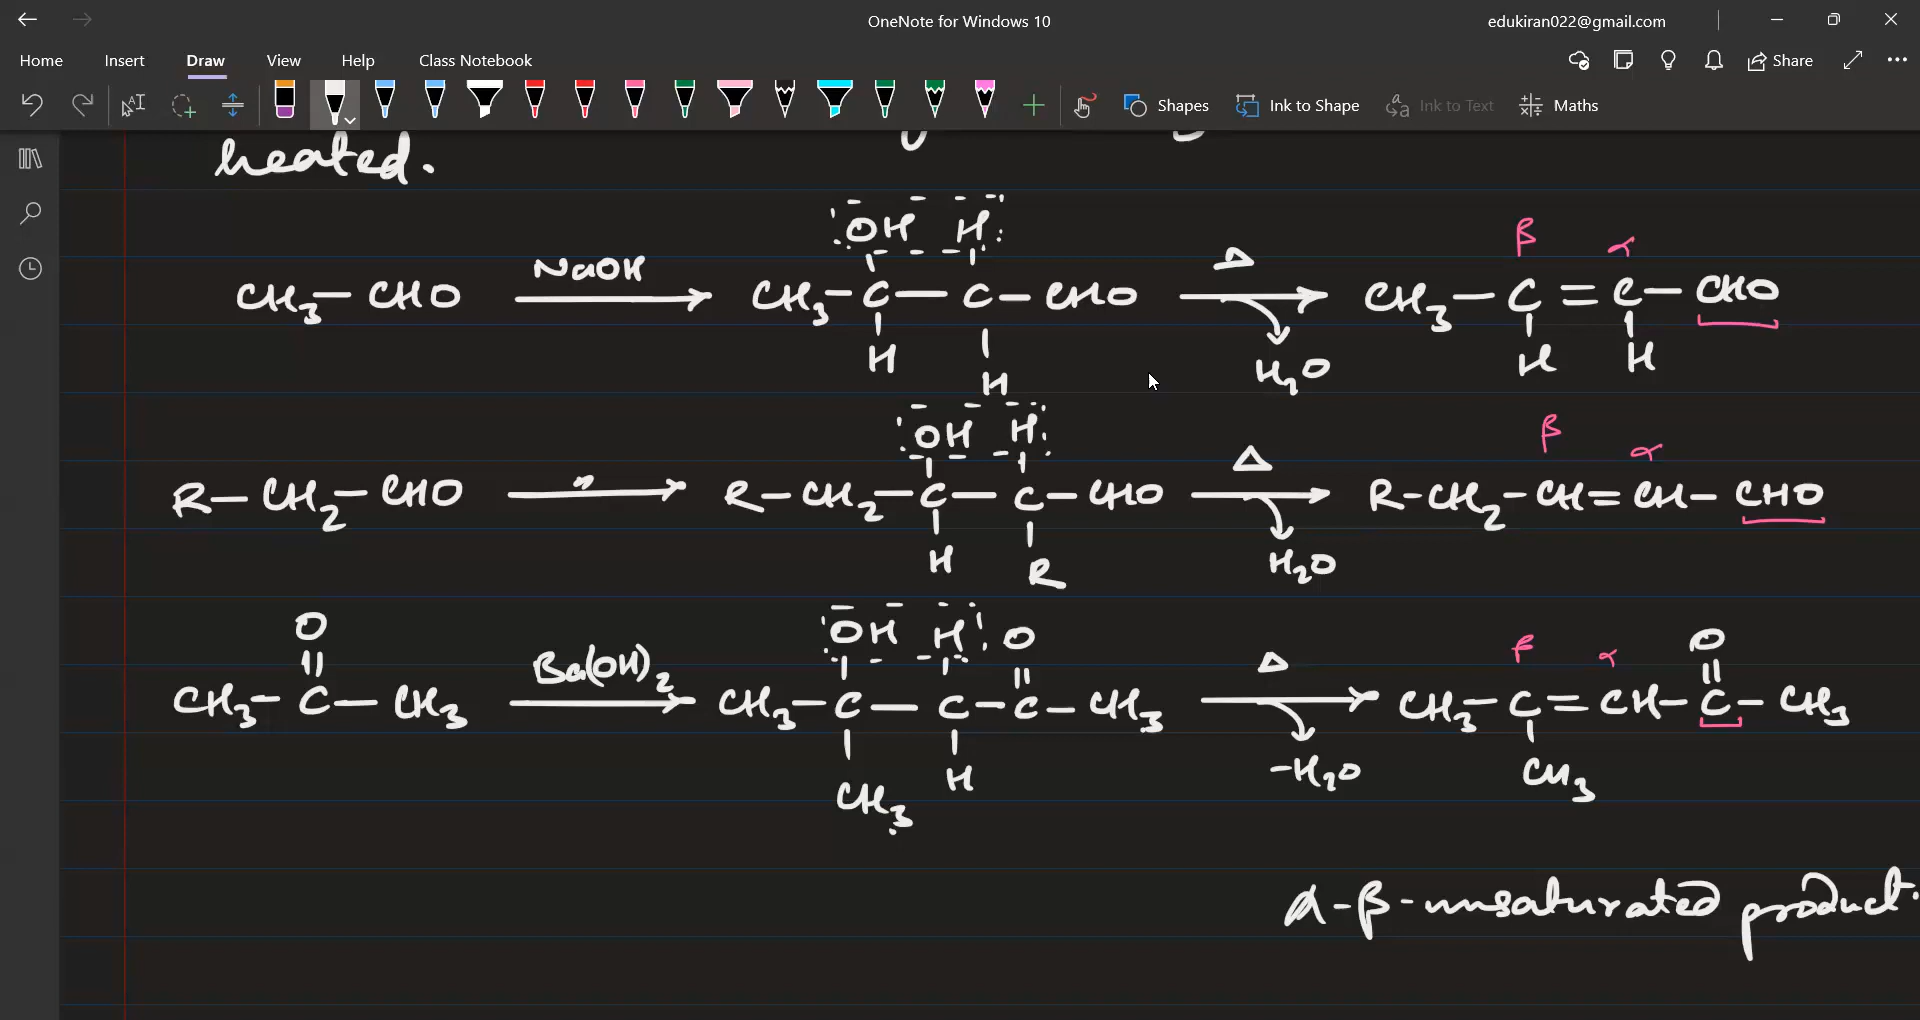 OneNote for Windows 10
edukiran022@gmail.com
Home Insert Draw View Help Class Notebook
Share
Shapes Ink to Shape Ink to Text Maths
heated.
OH H
β α
NaOH Δ
CH3—CHO → CH3—C—C—CHO → CH3—C=C—CHO
H H H2O H H
OH H
β α
Δ
R—CH2—CHO → R—CH2—C—C—CHO → R-CH2-CH=CH-CHO
H R H2O
O OH H O β α O
Ba(OH)2 Δ
CH3—C—CH3 → CH3—C—C—C—CH3 → CH3—C=CH—C—CH3
CH3 H -H2O CH3
α-β-unsaturated product.